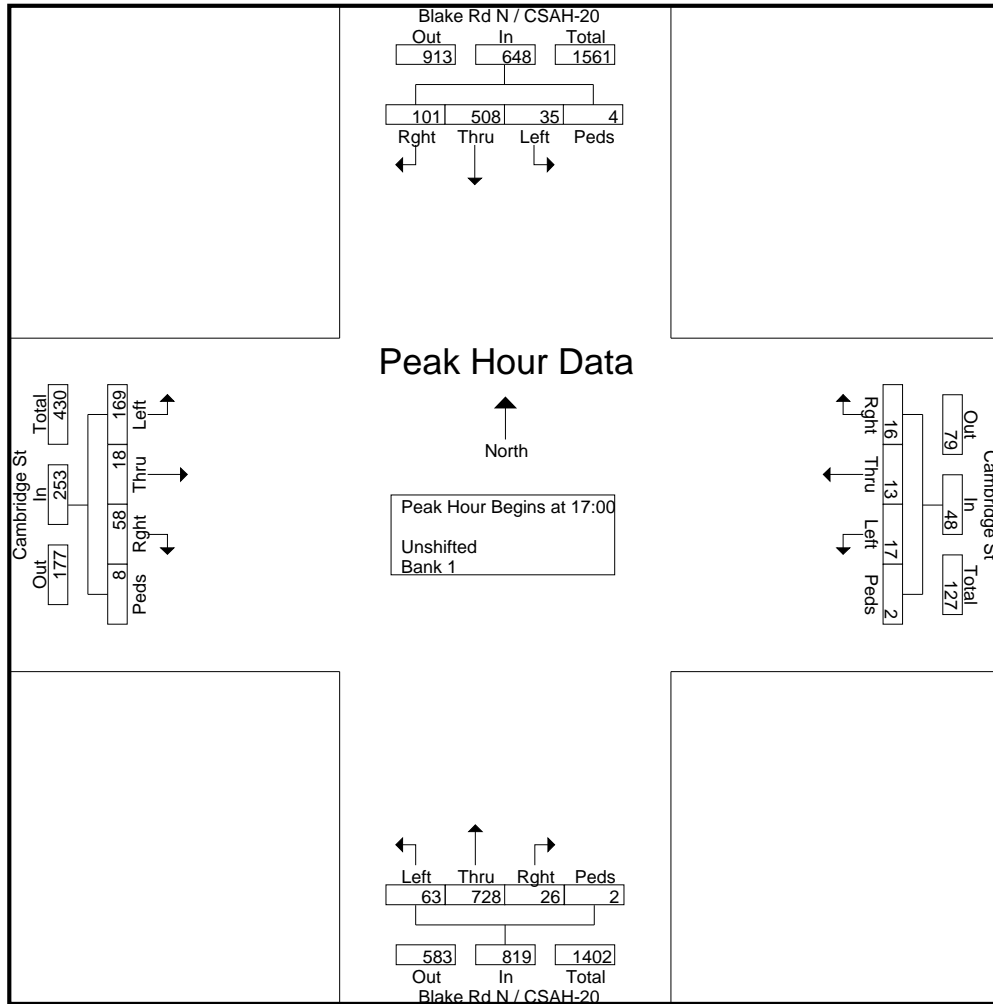 Blake Rd N / CSAH-20
Out In Total
913 648 1561
101 508 35 4
Rght Thru Left Peds
Peak Hour Data
North
Peak Hour Begins at 17:00
Unshifted
Bank 1
Cambridge St
Out In Total
177 253 430
8 58 18 169
Peds Rght Thru Left
Cambridge St
Out In Total
79 48 127
16 13 17 2
Rght Thru Left Peds
Left Thru Rght Peds
63 728 26 2
583 819 1402
Out In Total
Blake Rd N / CSAH-20